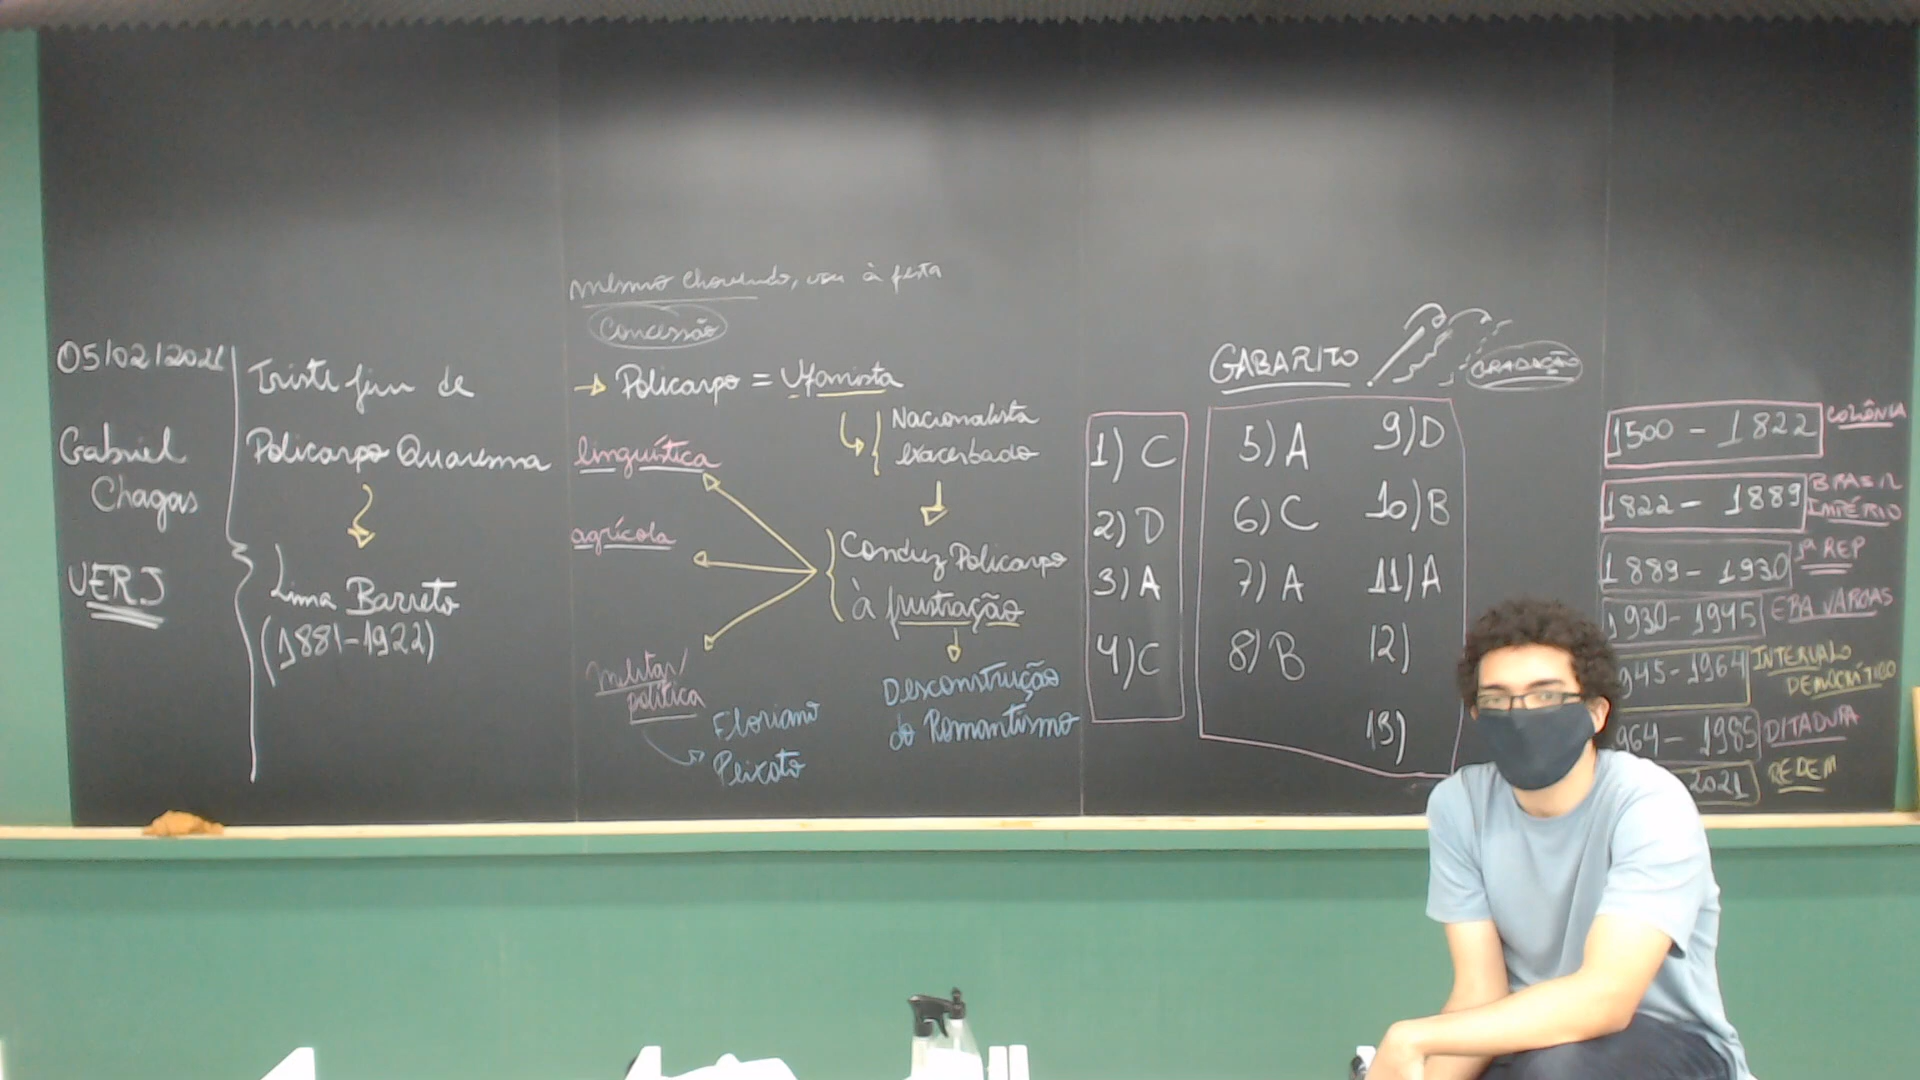 05/02/2021
Gabriel
Chagas
UERJ
Triste fim de
Policarpo Quaresma
Lima Barreto
(1881-1922)
mesmo chovendo, vou à festa
Concessão
→ Policarpo = Ufanista
Nacionalista
exacerbado
Conduz Policarpo
à frustração
Desconstrução
do Romantismo
linguística
agrícola
militar/
política
Floriano
Peixoto
GABARITO
GRADAÇÃO
1) C
2) D
3) A
4) C
5) A
6) C
7) A
8) B
9) D
10) B
11) A
12)
13)
1500 - 1822 COLÔNIA
1822 - 1889 BRASIL
IMPÉRIO
1889 - 1930 1ª REP
1930 - 1945 ERA VARGAS
945 - 1964 INTERVALO
DEMOCRÁTICO
964 - 1985 DITADURA
2021 REDEM